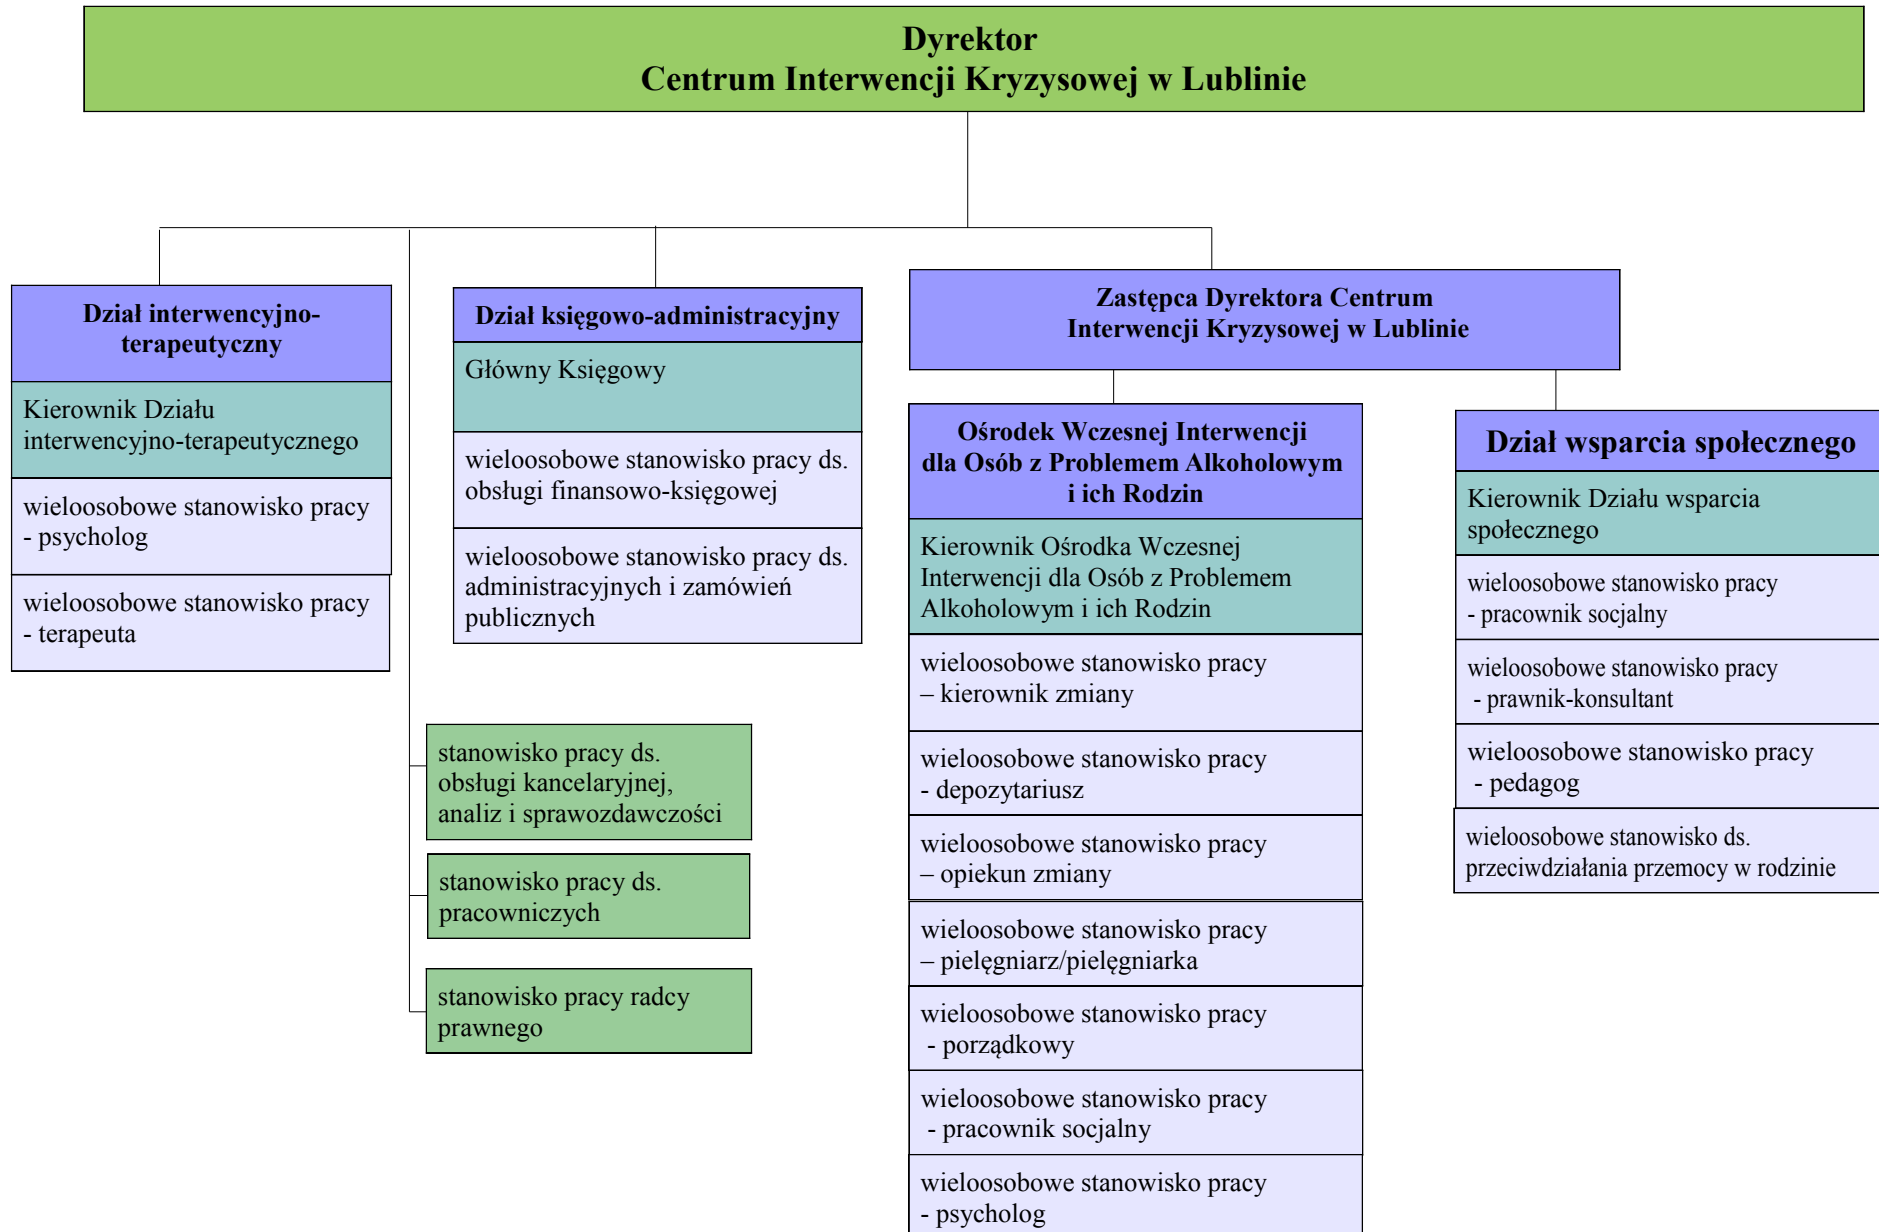 Dyrektor
Centrum Interwencji Kryzysowej w Lublinie
Dział interwencyjno-
terapeutyczny
Kierownik Działu
interwencyjno-terapeutycznego
wieloosobowe stanowisko pracy
- psycholog
wieloosobowe stanowisko pracy
- terapeuta
Dział księgowo-administracyjny
Główny Księgowy
wieloosobowe stanowisko pracy ds.
obsługi finansowo-księgowej
wieloosobowe stanowisko pracy ds.
administracyjnych i zamówień
publicznych
stanowisko pracy ds.
obsługi kancelaryjnej,
analiz i sprawozdawczości
stanowisko pracy ds.
pracowniczych
stanowisko pracy radcy
prawnego
Zastępca Dyrektora Centrum
Interwencji Kryzysowej w Lublinie
Ośrodek Wczesnej Interwencji
dla Osób z Problemem Alkoholowym
i ich Rodzin
Kierownik Ośrodka Wczesnej
Interwencji dla Osób z Problemem
Alkoholowym i ich Rodzin
wieloosobowe stanowisko pracy
– kierownik zmiany
wieloosobowe stanowisko pracy
- depozytariusz
wieloosobowe stanowisko pracy
– opiekun zmiany
wieloosobowe stanowisko pracy
– pielęgniarz/pielęgniarka
wieloosobowe stanowisko pracy
- porządkowy
wieloosobowe stanowisko pracy
- pracownik socjalny
wieloosobowe stanowisko pracy
- psycholog
Dział wsparcia społecznego
Kierownik Działu wsparcia
społecznego
wieloosobowe stanowisko pracy
- pracownik socjalny
wieloosobowe stanowisko pracy
- prawnik-konsultant
wieloosobowe stanowisko pracy
- pedagog
wieloosobowe stanowisko ds.
przeciwdziałania przemocy w rodzinie